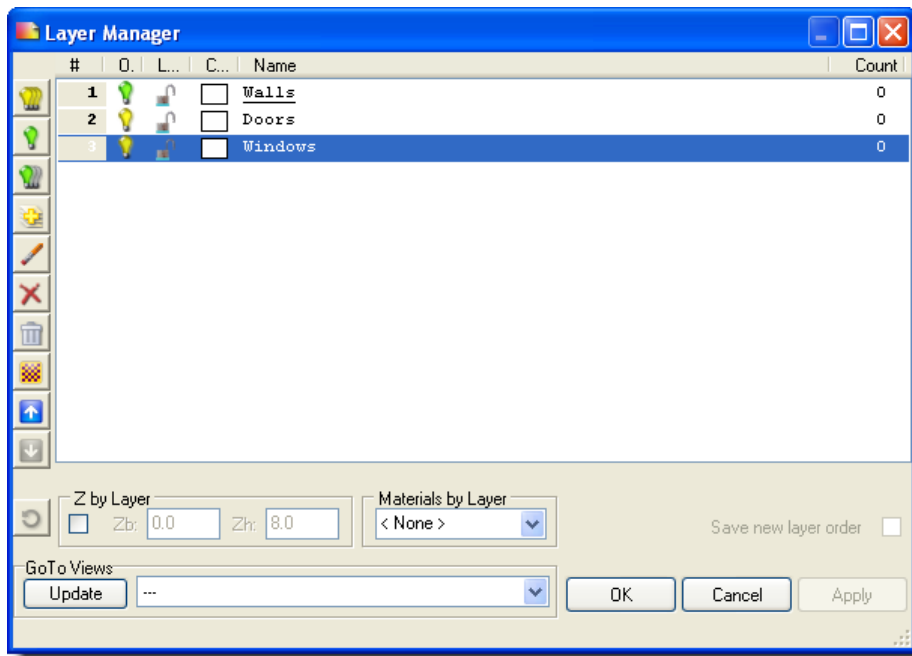 Layer Manager
# O. L... C... Name Count
1 Walls 0
2 Doors 0
3 Windows 0
Z by Layer Materials by Layer
Zb: 0.0 Zh: 8.0 < None > Save new layer order
GoTo Views
Update --- OK Cancel Apply